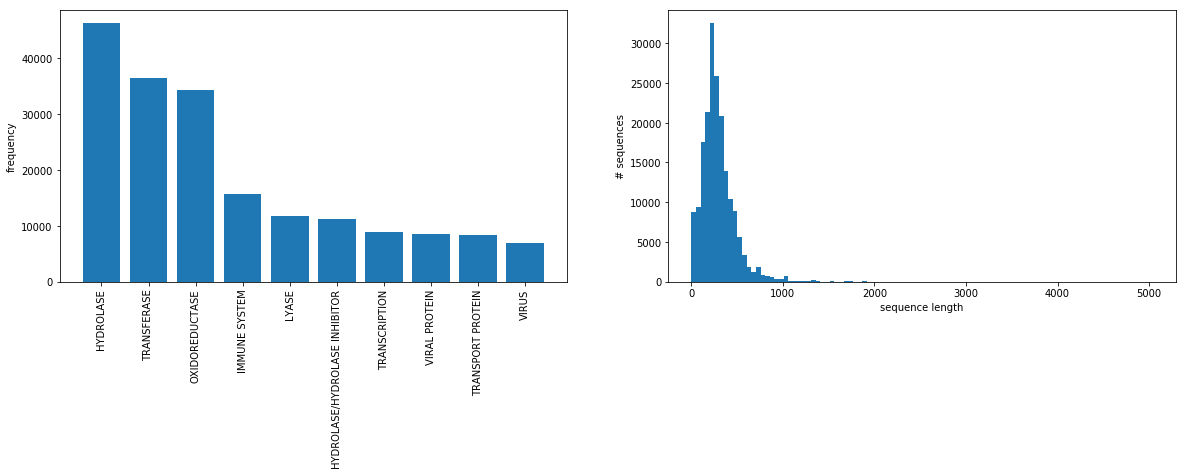 40000
30000
20000
10000
0
frequency
HYDROLASE
TRANSFERASE
OXIDOREDUCTASE
IMMUNE SYSTEM
LYASE
HYDROLASE/HYDROLASE INHIBITOR
TRANSCRIPTION
VIRAL PROTEIN
TRANSPORT PROTEIN
VIRUS
30000
25000
20000
15000
10000
5000
0
# sequences
0 1000 2000 3000 4000 5000
sequence length